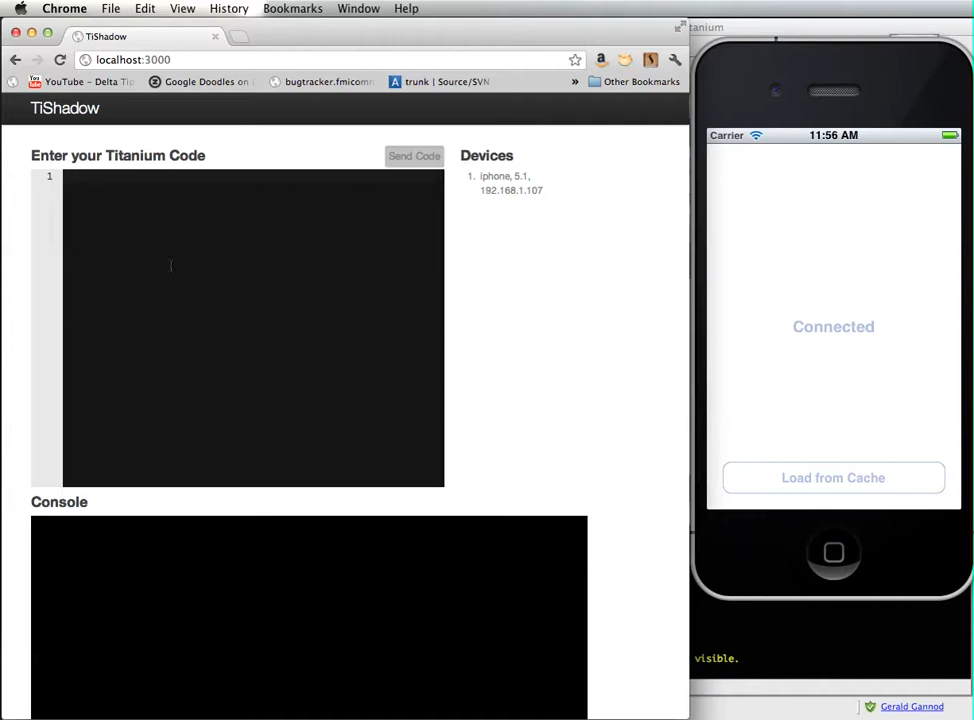 Chrome File Edit View History Bookmarks Window Help
TiShadow
localhost:3000
YouTube - Delta Tip Google Doodles on bugtracker.fmicomm trunk | Source/SVN » Other Bookmarks
TiShadow
Enter your Titanium Code Send Code Devices
1 1. iphone, 5.1,
192.168.1.107
Console
tanium
Carrier 11:56 AM
Connected
Load from Cache
visible.
Gerald Gannod